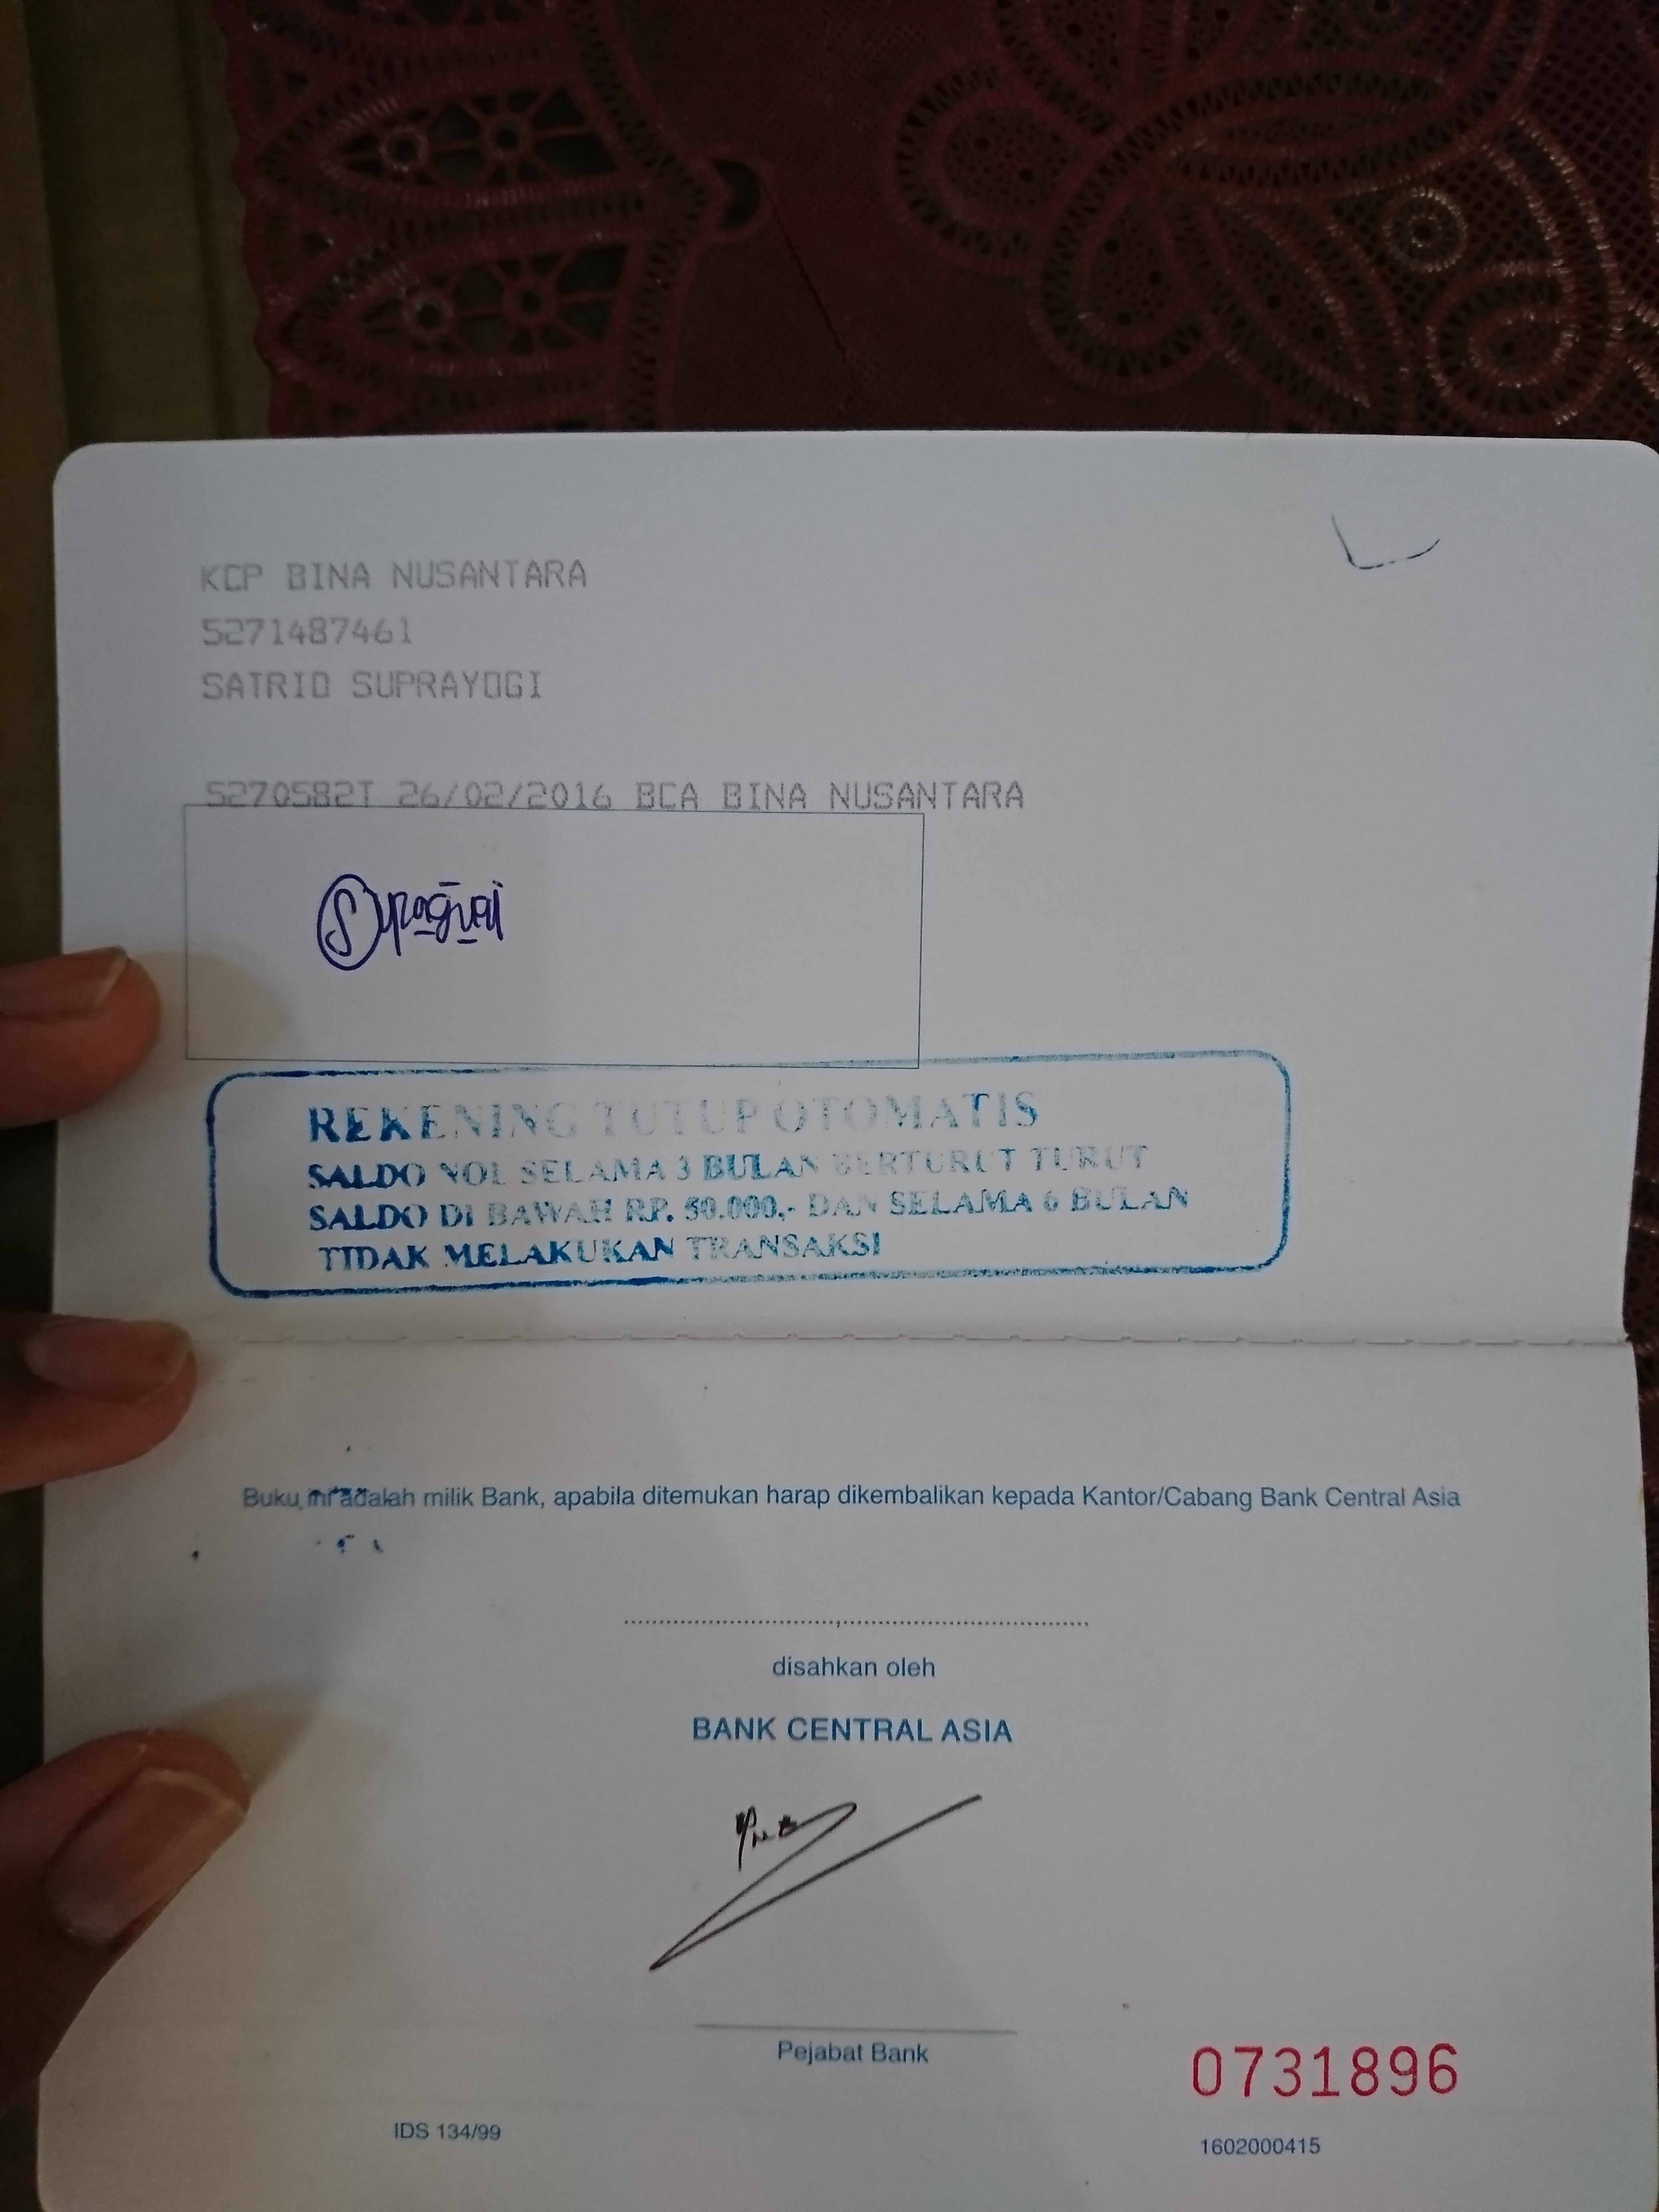 KCP BINA NUSANTARA
5271487461
SATRIO SUPRAYOGI
5270582T 26/02/2016 BCA BINA NUSANTARA
REKENING TUTUP OTOMATIS
SALDO NOL SELAMA 3 BULAN BERTURUT TURUT
SALDO DI BAWAH RP. 50.000,- DAN SELAMA 6 BULAN
TIDAK MELAKUKAN TRANSAKSI
Buku ini adalah milik Bank, apabila ditemukan harap dikembalikan kepada Kantor/Cabang Bank Central Asia
disahkan oleh
BANK CENTRAL ASIA
Pejabat Bank
0731896
IDS 134/99
1602000415